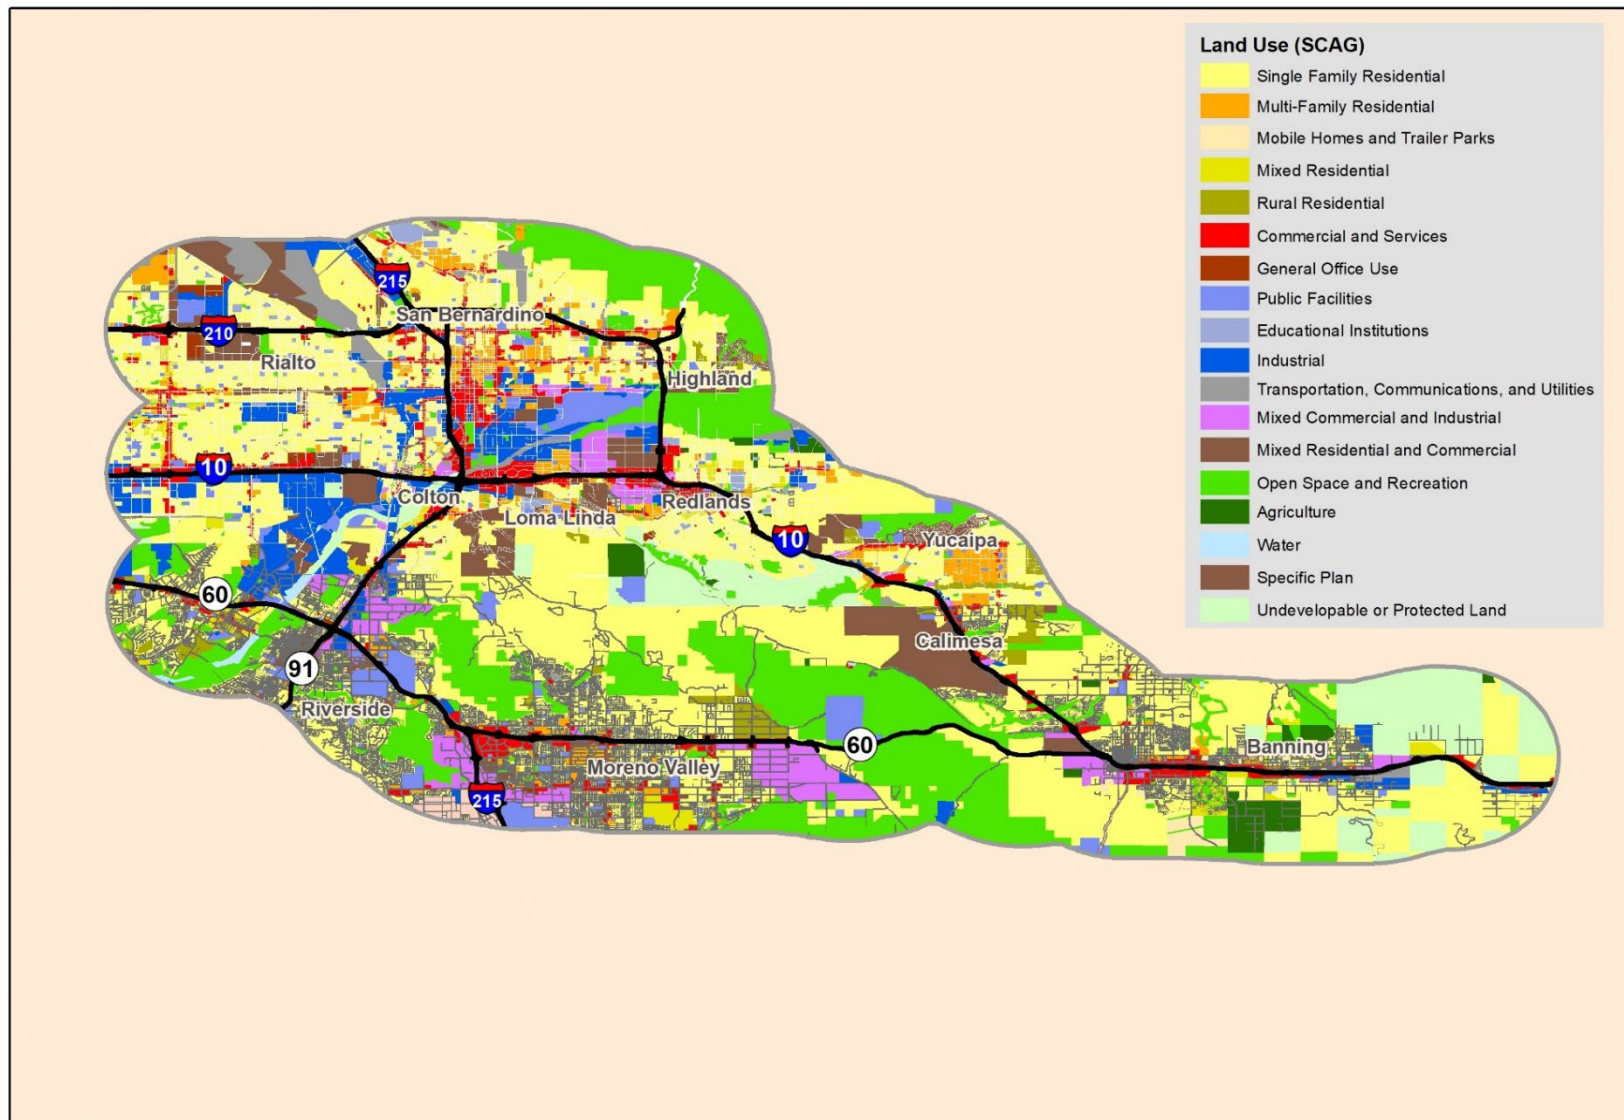 Land Use (SCAG)
Single Family Residential
Multi-Family Residential
Mobile Homes and Trailer Parks
Mixed Residential
Rural Residential
Commercial and Services
General Office Use
Public Facilities
Educational Institutions
Industrial
Transportation, Communications, and Utilities
Mixed Commercial and Industrial
Mixed Residential and Commercial
Open Space and Recreation
Agriculture
Water
Specific Plan
Undevelopable or Protected Land
215
San Bernardino
210
Rialto
Highland
10
Colton
Loma Linda
Redlands
10
Yucaipa
60
91
Calimesa
Riverside
60
Banning
Moreno Valley
215